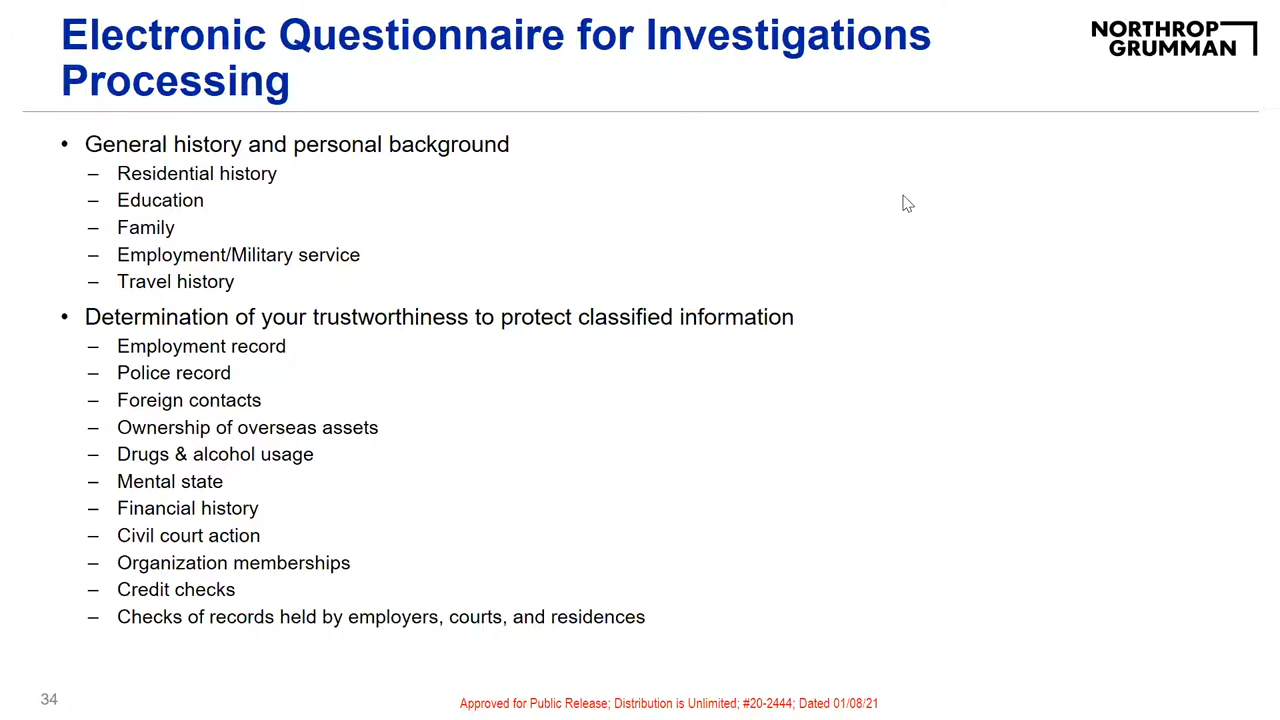 Electronic Questionnaire for Investigations
Processing
NORTHROP
GRUMMAN
• General history and personal background
– Residential history
– Education
– Family
– Employment/Military service
– Travel history
• Determination of your trustworthiness to protect classified information
– Employment record
– Police record
– Foreign contacts
– Ownership of overseas assets
– Drugs & alcohol usage
– Mental state
– Financial history
– Civil court action
– Organization memberships
– Credit checks
– Checks of records held by employers, courts, and residences
34
Approved for Public Release; Distribution is Unlimited; #20-2444; Dated 01/08/21